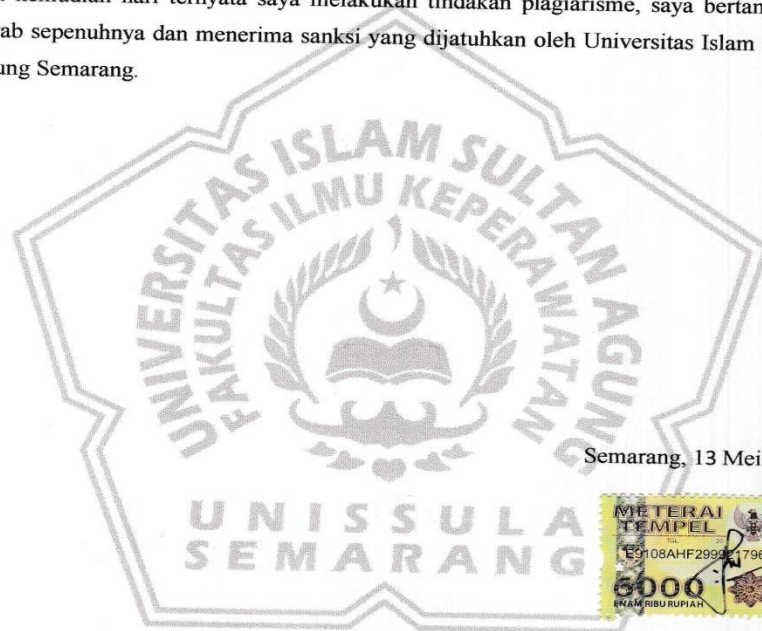 kemudian hari ternyata saya melakukan tindakan plagiarisme, saya bertan
ab sepenuhnya dan menerima sanksi yang dijatuhkan oleh Universitas Islam
ung Semarang.
UNIVERSITAS ISLAM SULTAN AGUNG
FAKULTAS ILMU KEPERAWATAN
UNISSULA
SEMARANG
Semarang, 13 Mei
METERAI
TEMPEL
TGL. 20
6000
ENAM RIBU RUPIAH